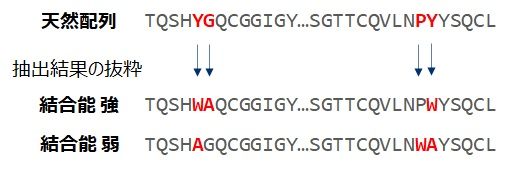 天然配列 TQSHYGQCGGIGY…SGTTCQVLNPYYSQCL
抽出結果の抜粋
結合能 強 TQSHWAQCGGIGY…SGTTCQVLNPWYSQCL
結合能 弱 TQSHAGQCGGIGY…SGTTCQVLNWAYSQCL